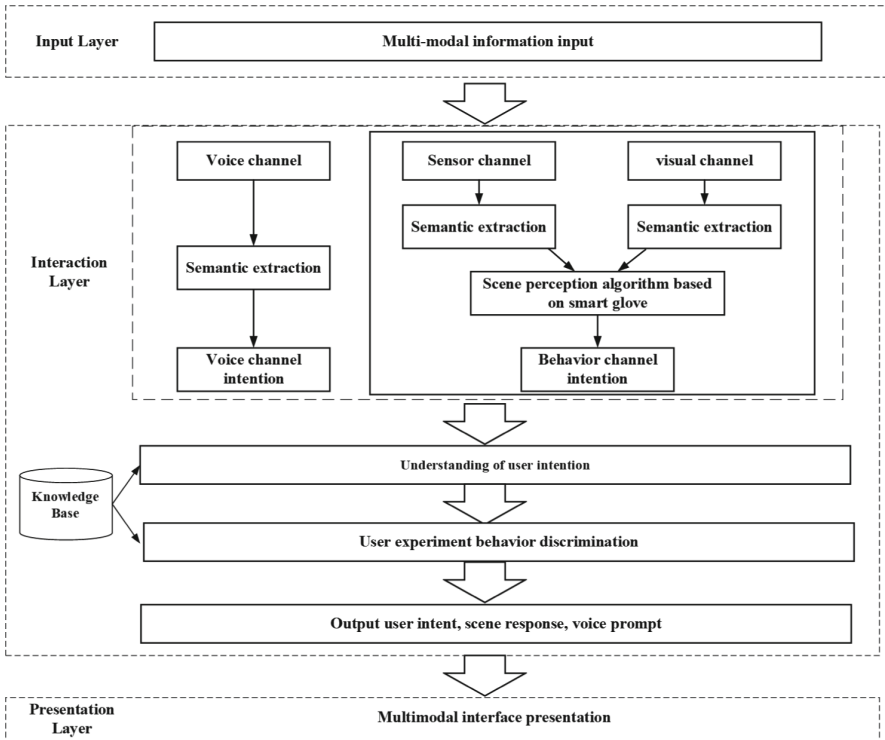 Input Layer
Multi-modal information input
Voice channel
Sensor channel
visual channel
Semantic extraction
Semantic extraction
Interaction
Layer
Semantic extraction
Scene perception algorithm based
on smart glove
Voice channel
intention
Behavior channel
intention
Knowledge
Base
Understanding of user intention
User experiment behavior discrimination
Output user intent, scene response, voice prompt
Presentation
Layer
Multimodal interface presentation